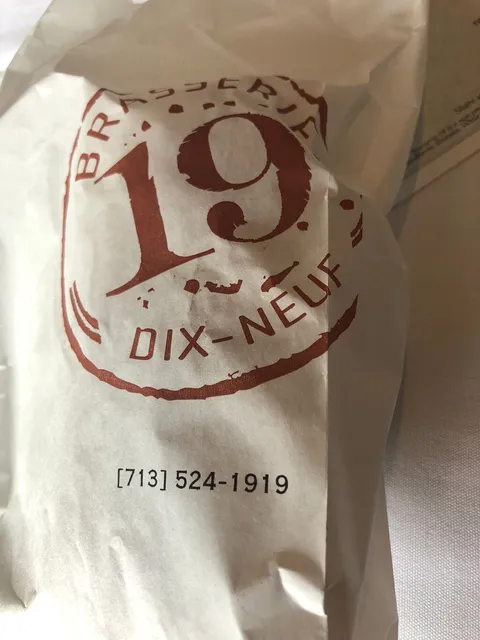 BRASSERIE
19
DIX-NEUF
[713] 524-1919